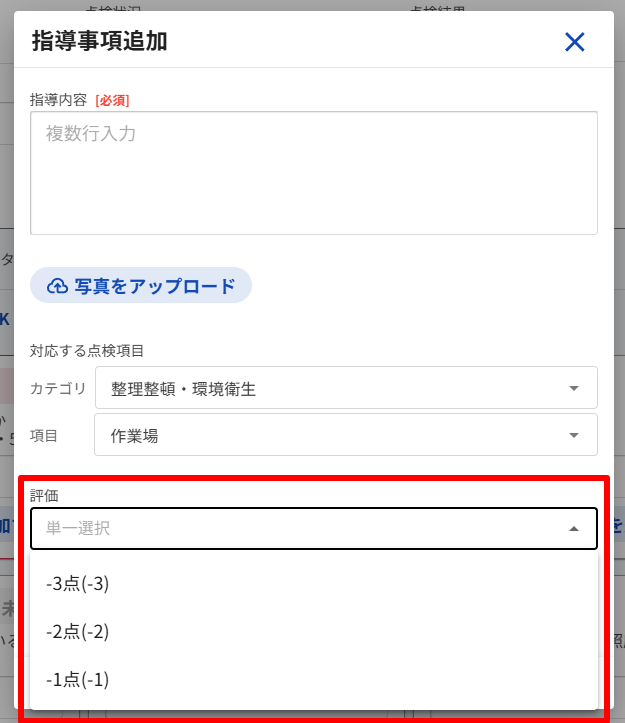 指導事項追加
指導内容 [必須]
複数行入力
写真をアップロード
対応する点検項目
カテゴリ 整理整頓・環境衛生
項目 作業場
評価
単一選択
-3点(-3)
-2点(-2)
-1点(-1)